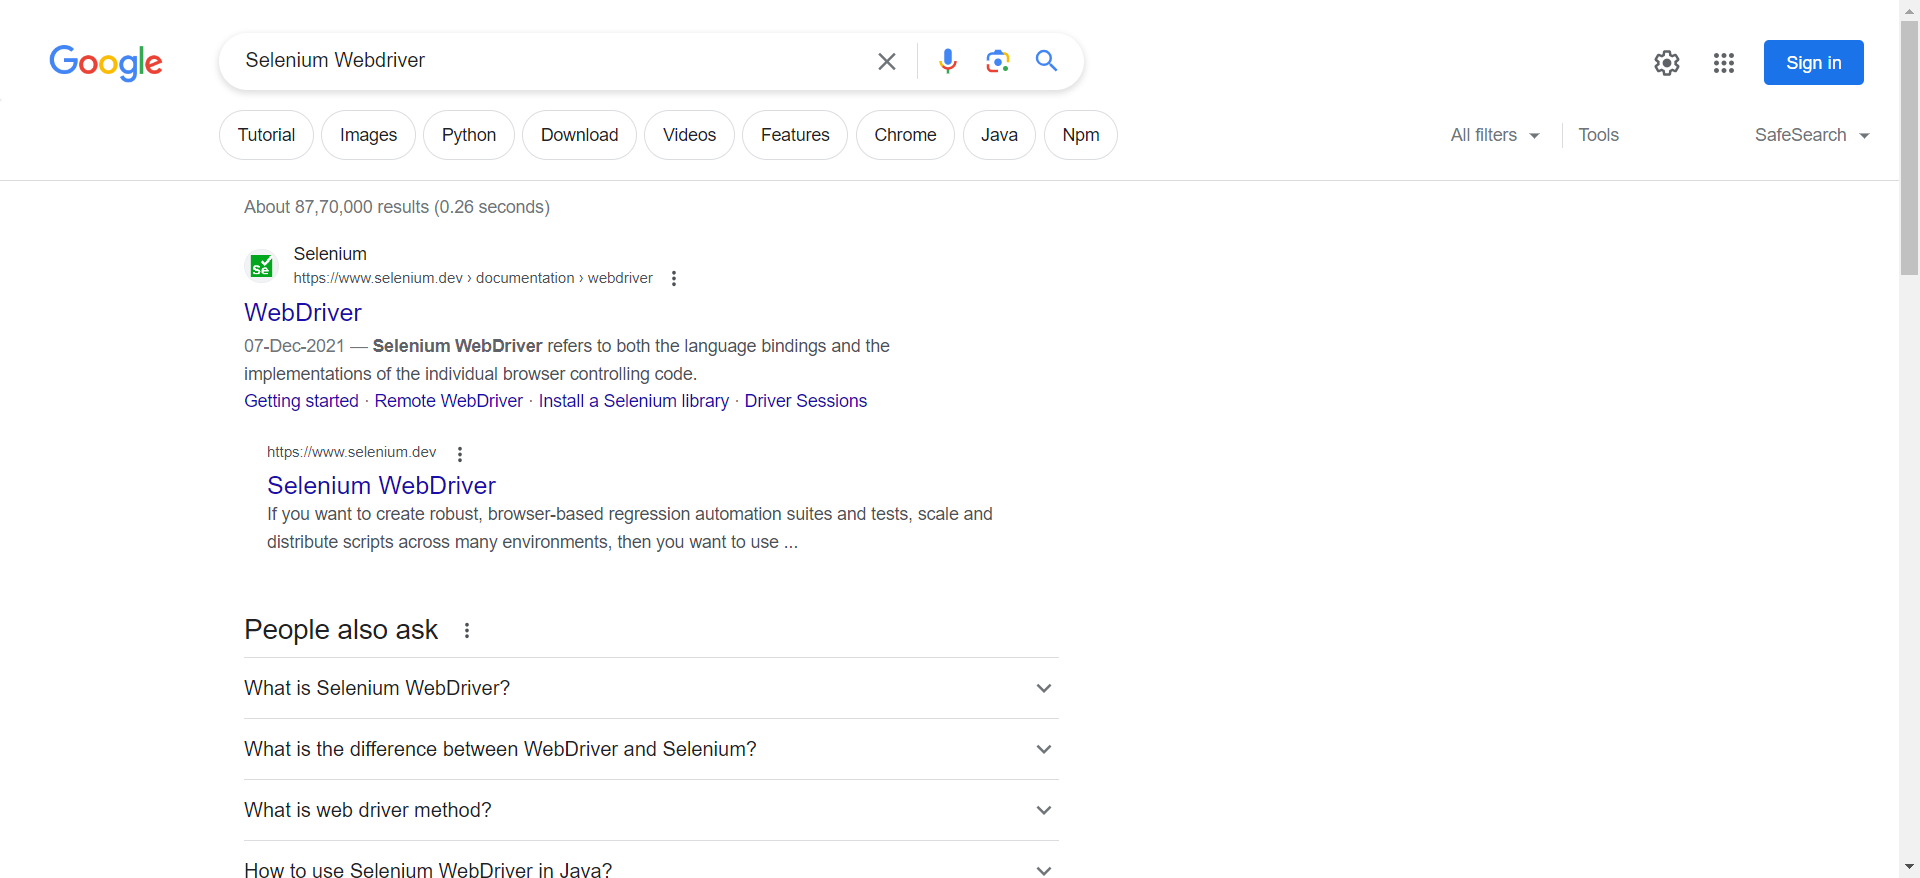 Google
Selenium Webdriver
Sign in
Tutorial
Images
Python
Download
Videos
Features
Chrome
Java
Npm
All filters
Tools
SafeSearch
About 87,70,000 results (0.26 seconds)
Se
Selenium
https://www.selenium.dev › documentation › webdriver
WebDriver
07-Dec-2021 — Selenium WebDriver refers to both the language bindings and the
implementations of the individual browser controlling code.
Getting started · Remote WebDriver · Install a Selenium library · Driver Sessions
https://www.selenium.dev
Selenium WebDriver
If you want to create robust, browser-based regression automation suites and tests, scale and
distribute scripts across many environments, then you want to use ...
People also ask
What is Selenium WebDriver?
What is the difference between WebDriver and Selenium?
What is web driver method?
How to use Selenium WebDriver in Java?